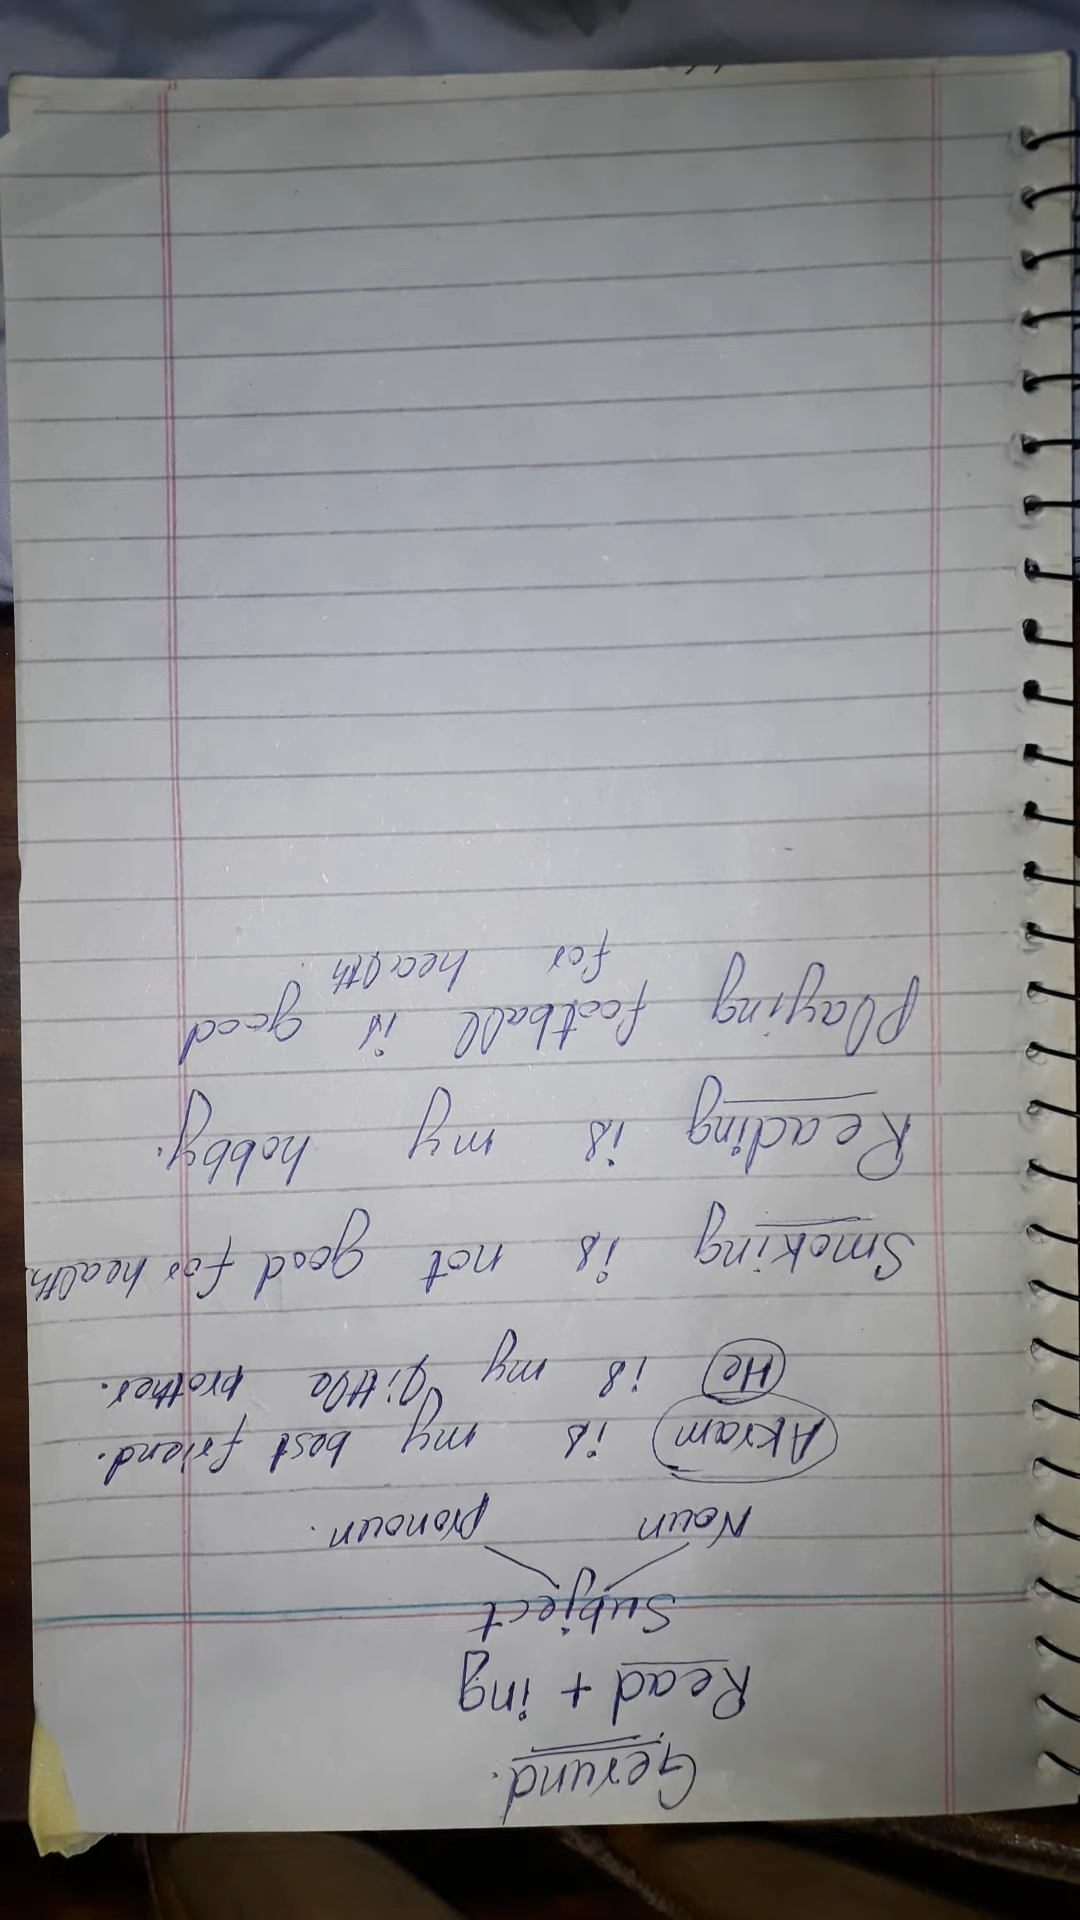 Gerund.
Read + ing
Subject
Noun pronoun.
Akram is my best friend.
He is my little brother.
Smoking is not good for health
Reading is my hobby.
Playing football is good
for health.